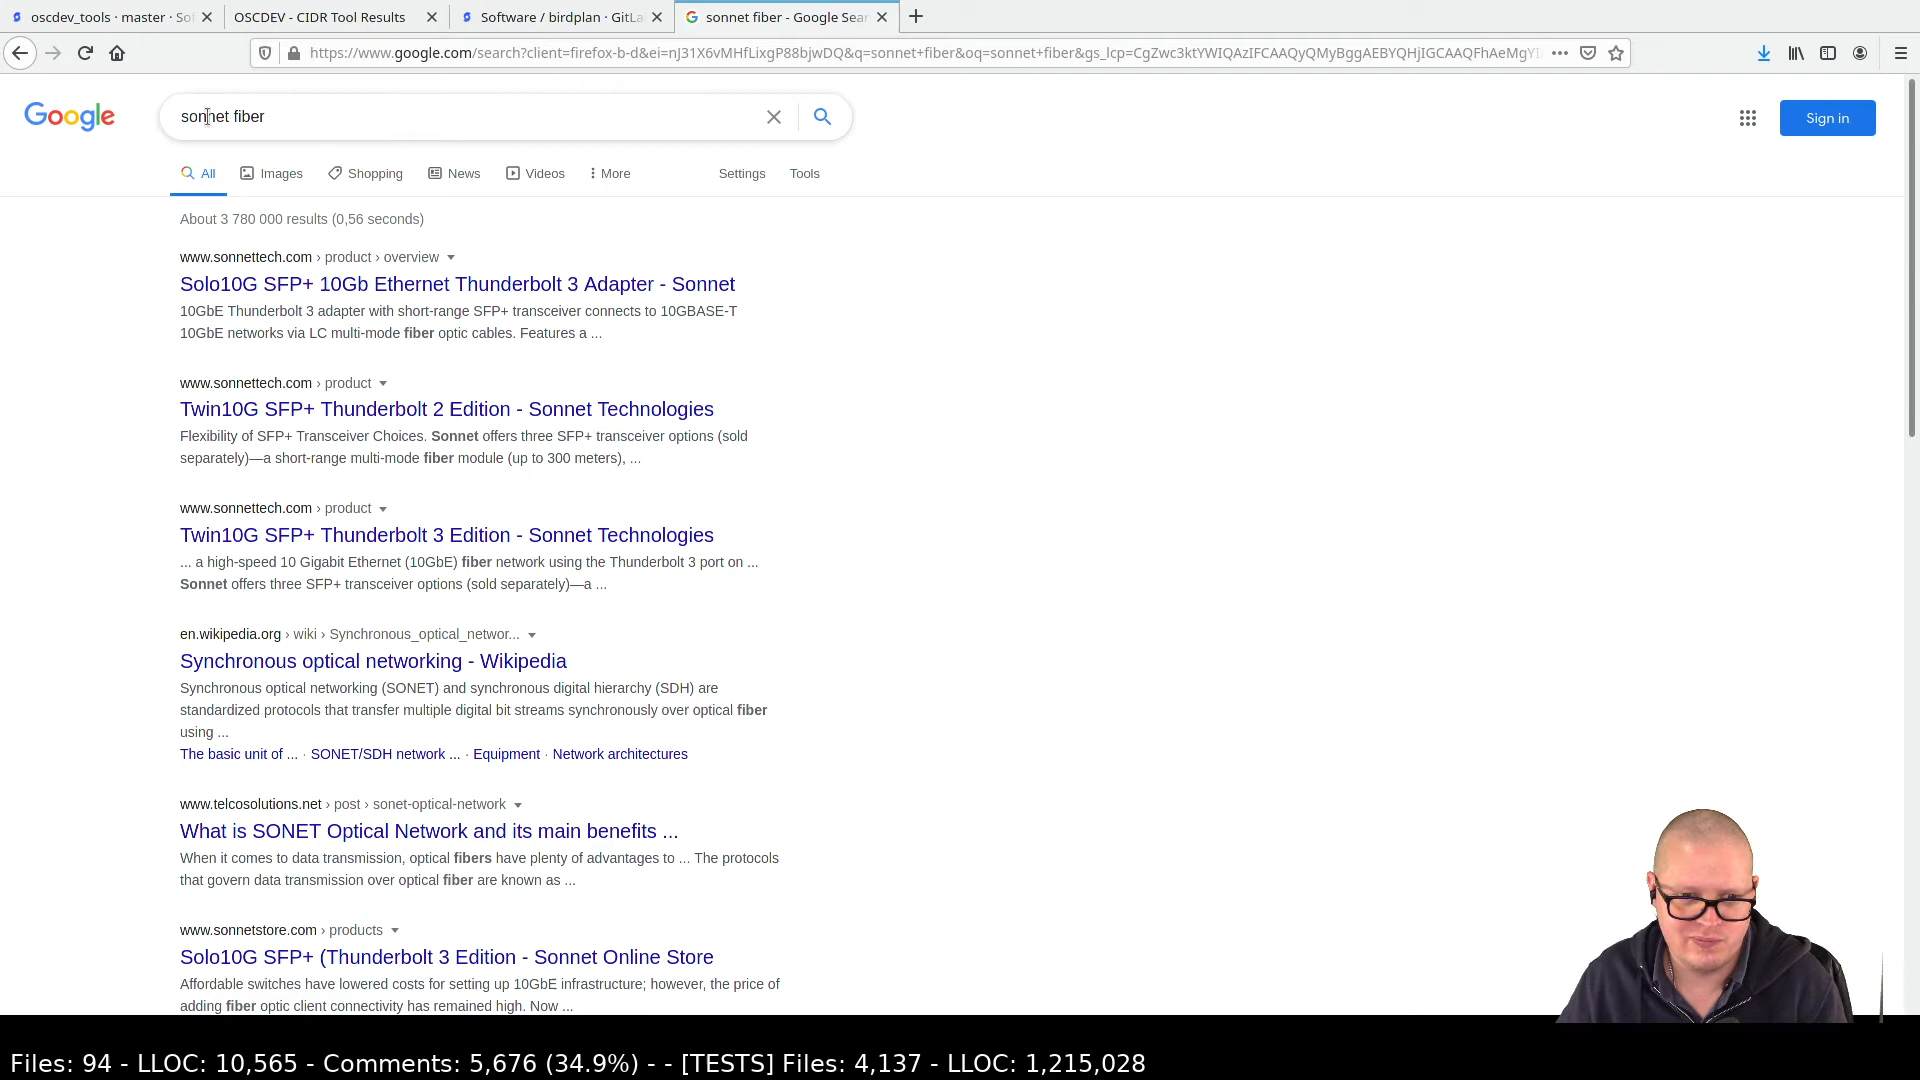 oscdev_tools · master · Sof
OSCDEV - CIDR Tool Results
Software / birdplan · GitLa
sonnet fiber - Google Sear
https://www.google.com/search?client=firefox-b-d&ei=nJ31X6vMHfLixgP88bjwDQ&q=sonnet+fiber&oq=sonnet+fiber&gs_lcp=CgZwc3ktYWIQAzIFCAAQyQMyBggAEBYQHjIGCAAQFhAeMgYI
Google
sonnet fiber
Sign in
All
Images
Shopping
News
Videos
More
Settings
Tools
About 3 780 000 results (0,56 seconds)
www.sonnettech.com › product › overview
Solo10G SFP+ 10Gb Ethernet Thunderbolt 3 Adapter - Sonnet
10GbE Thunderbolt 3 adapter with short-range SFP+ transceiver connects to 10GBASE-T
10GbE networks via LC multi-mode fiber optic cables. Features a ...
www.sonnettech.com › product
Twin10G SFP+ Thunderbolt 2 Edition - Sonnet Technologies
Flexibility of SFP+ Transceiver Choices. Sonnet offers three SFP+ transceiver options (sold
separately)—a short-range multi-mode fiber module (up to 300 meters), ...
www.sonnettech.com › product
Twin10G SFP+ Thunderbolt 3 Edition - Sonnet Technologies
... a high-speed 10 Gigabit Ethernet (10GbE) fiber network using the Thunderbolt 3 port on ...
Sonnet offers three SFP+ transceiver options (sold separately)—a ...
en.wikipedia.org › wiki › Synchronous_optical_networ...
Synchronous optical networking - Wikipedia
Synchronous optical networking (SONET) and synchronous digital hierarchy (SDH) are
standardized protocols that transfer multiple digital bit streams synchronously over optical fiber
using ...
The basic unit of ... · SONET/SDH network ... · Equipment · Network architectures
www.telcosolutions.net › post › sonet-optical-network
What is SONET Optical Network and its main benefits ...
When it comes to data transmission, optical fibers have plenty of advantages to ... The protocols
that govern data transmission over optical fiber are known as ...
www.sonnetstore.com › products
Solo10G SFP+ (Thunderbolt 3 Edition - Sonnet Online Store
Affordable switches have lowered costs for setting up 10GbE infrastructure; however, the price of
adding fiber optic client connectivity has remained high. Now ...
Files: 94 - LLOC: 10,565 - Comments: 5,676 (34.9%) - - [TESTS] Files: 4,137 - LLOC: 1,215,028